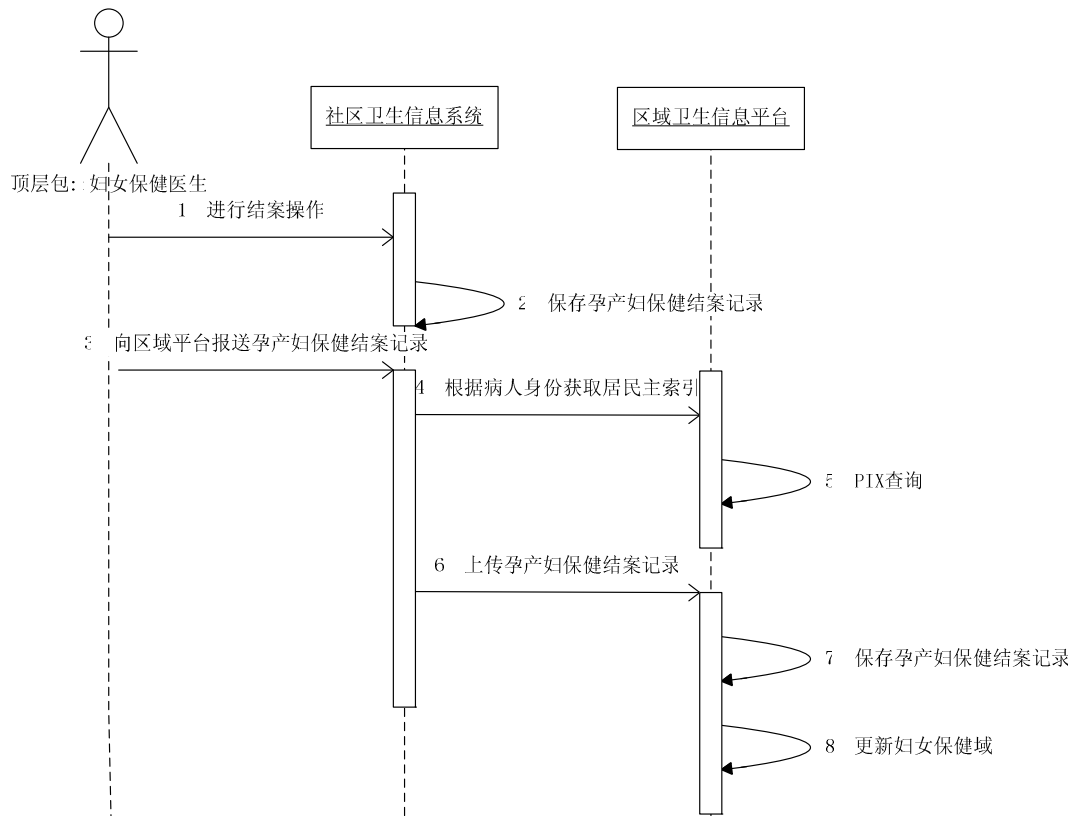 社区卫生信息系统
区域卫生信息平台
顶层包：妇女保健医生
1 进行结案操作
2 保存孕产妇保健结案记录
3 向区域平台报送孕产妇保健结案记录
4 根据病人身份获取居民主索引
5 PIX查询
6 上传孕产妇保健结案记录
7 保存孕产妇保健结案记录
8 更新妇女保健域